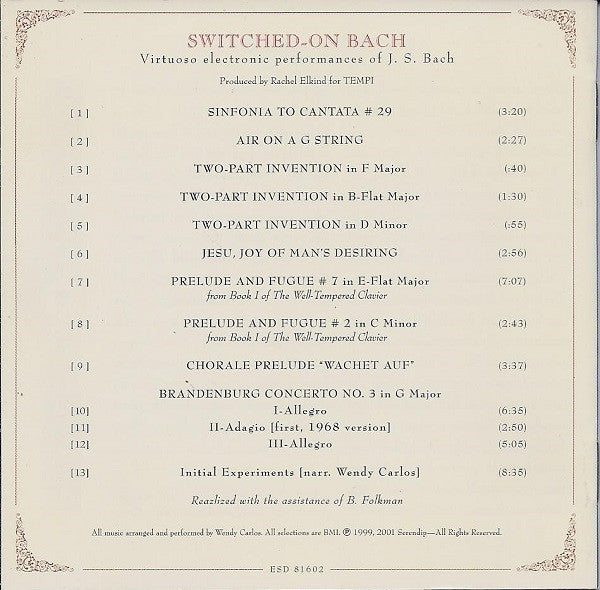 SWITCHED-ON BACH
Virtuoso electronic performances of J. S. Bach
Produced by Rachel Elkind for TEMPI
[ 1 ] SINFONIA TO CANTATA # 29 (3:20)
[ 2 ] AIR ON A G STRING (2:27)
[ 3 ] TWO-PART INVENTION in F Major (:40)
[ 4 ] TWO-PART INVENTION in B-Flat Major (1:30)
[ 5 ] TWO-PART INVENTION in D Minor (:55)
[ 6 ] JESU, JOY OF MAN'S DESIRING (2:56)
[ 7 ] PRELUDE AND FUGUE # 7 in E-Flat Major (7:07)
from Book I of The Well-Tempered Clavier
[ 8 ] PRELUDE AND FUGUE # 2 in C Minor (2:43)
from Book I of The Well-Tempered Clavier
[ 9 ] CHORALE PRELUDE "WACHET AUF" (3:37)
BRANDENBURG CONCERTO NO. 3 in G Major
[10] I-Allegro (6:35)
[11] II-Adagio [first, 1968 version] (2:50)
[12] III-Allegro (5:05)
[13] Initial Experiments [narr. Wendy Carlos] (8:35)
Reazlized with the assistance of B. Folkman
All music arranged and performed by Wendy Carlos. All selections are BMI. ℗ 1999, 2001 Serendip—All Rights Reserved.
ESD 81602